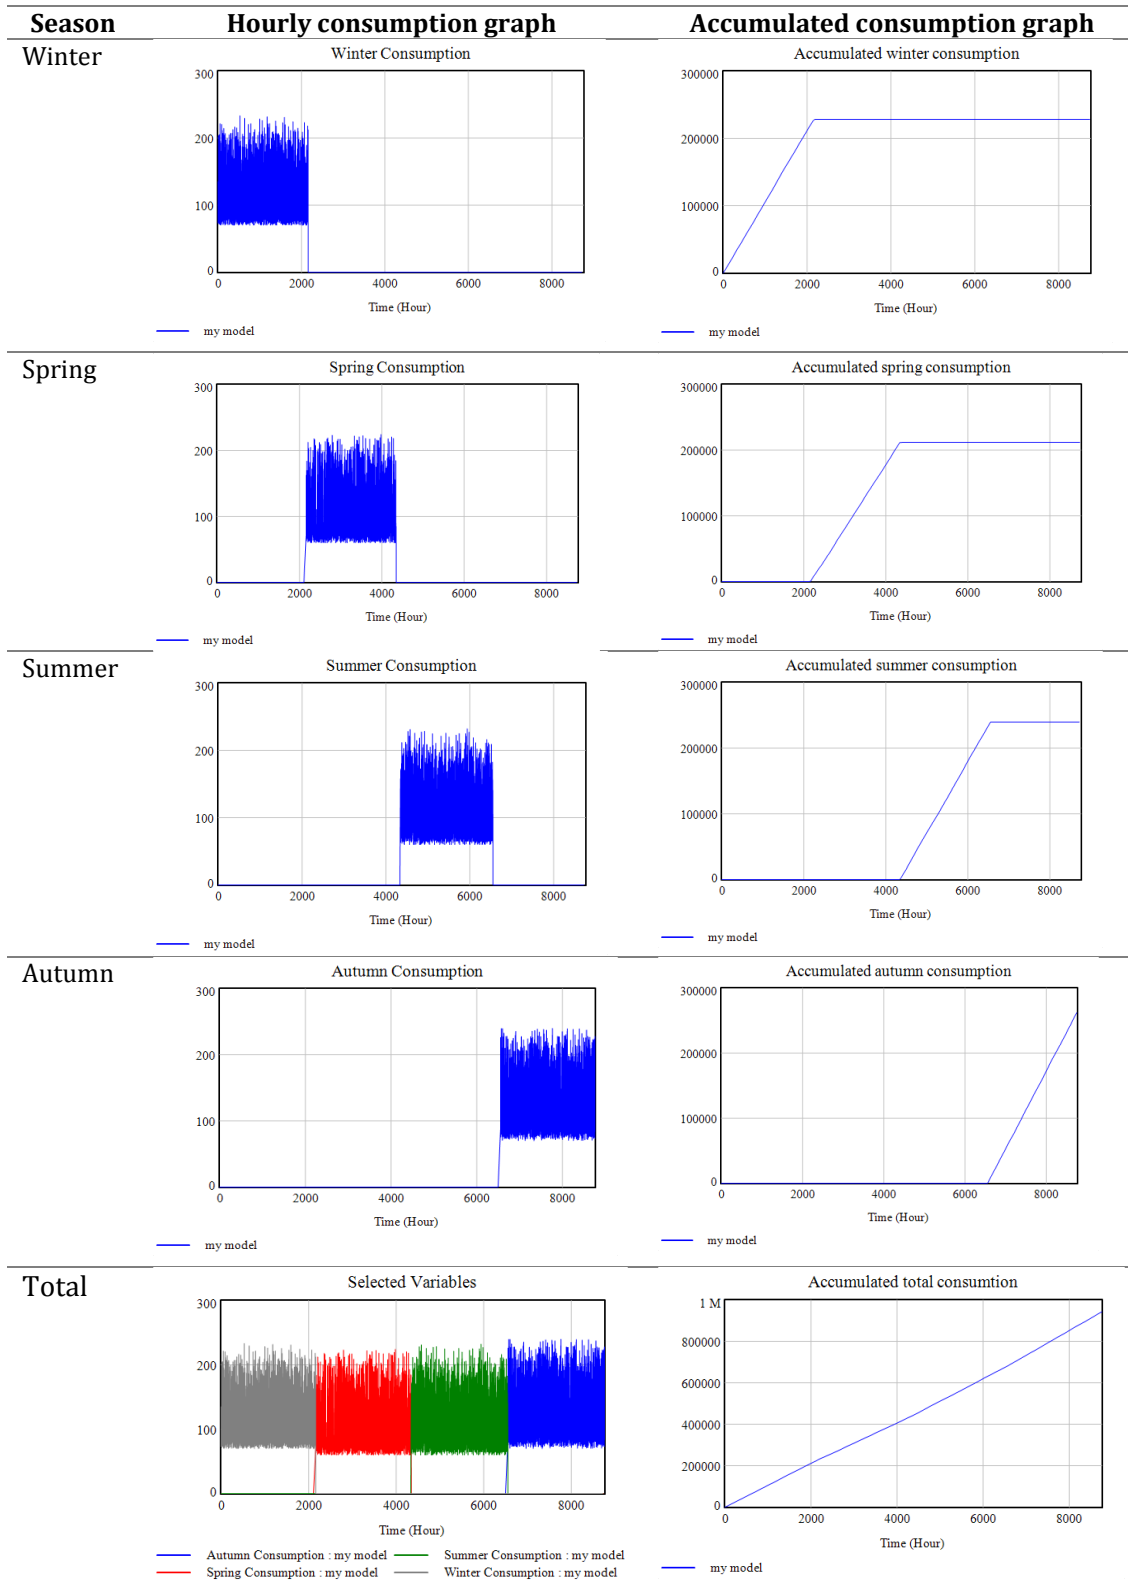 Season Hourly consumption graph Accumulated consumption graph
Winter
Winter Consumption
300
200
100
0
0 2000 4000 6000 8000
Time (Hour)
my model
Accumulated winter consumption
300000
200000
100000
0
0 2000 4000 6000 8000
Time (Hour)
my model
Spring
Spring Consumption
300
200
100
0
0 2000 4000 6000 8000
Time (Hour)
my model
Accumulated spring consumption
300000
200000
100000
0
0 2000 4000 6000 8000
Time (Hour)
my model
Summer
Summer Consumption
300
200
100
0
0 2000 4000 6000 8000
Time (Hour)
my model
Accumulated summer consumption
300000
200000
100000
0
0 2000 4000 6000 8000
Time (Hour)
my model
Autumn
Autumn Consumption
300
200
100
0
0 2000 4000 6000 8000
Time (Hour)
my model
Accumulated autumn consumption
300000
200000
100000
0
0 2000 4000 6000 8000
Time (Hour)
my model
Total
Selected Variables
300
200
100
0
0 2000 4000 6000 8000
Time (Hour)
Autumn Consumption : my model Summer Consumption : my model
Spring Consumption : my model Winter Consumption : my model
Accumulated total consumtion
1 M
800000
600000
400000
200000
0
0 2000 4000 6000 8000
Time (Hour)
my model